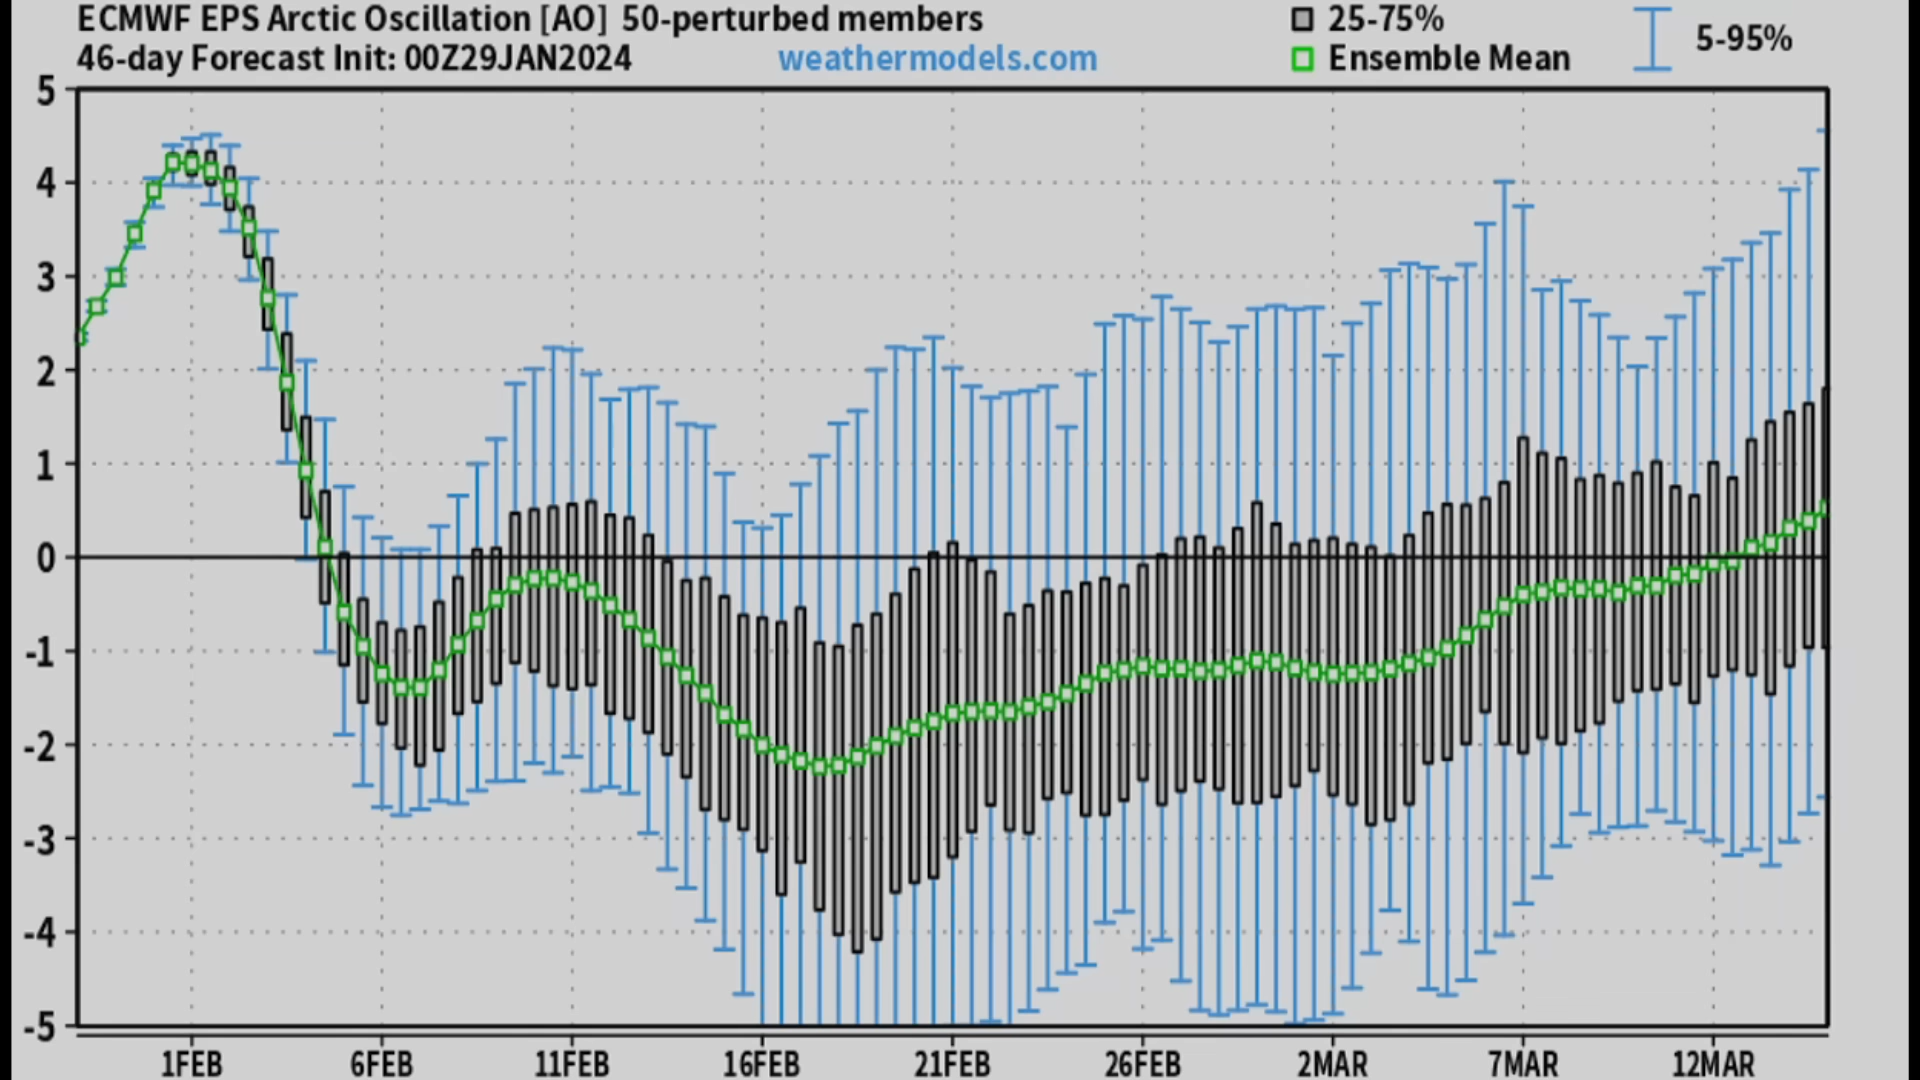 ECMWF EPS Arctic Oscillation [AO] 50-perturbed members
46-day Forecast Init: 00Z29JAN2024
weathermodels.com
25-75%
Ensemble Mean
5-95%
5
4
3
2
1
0
-1
-2
-3
-4
-5
1FEB 6FEB 11FEB 16FEB 21FEB 26FEB 2MAR 7MAR 12MAR